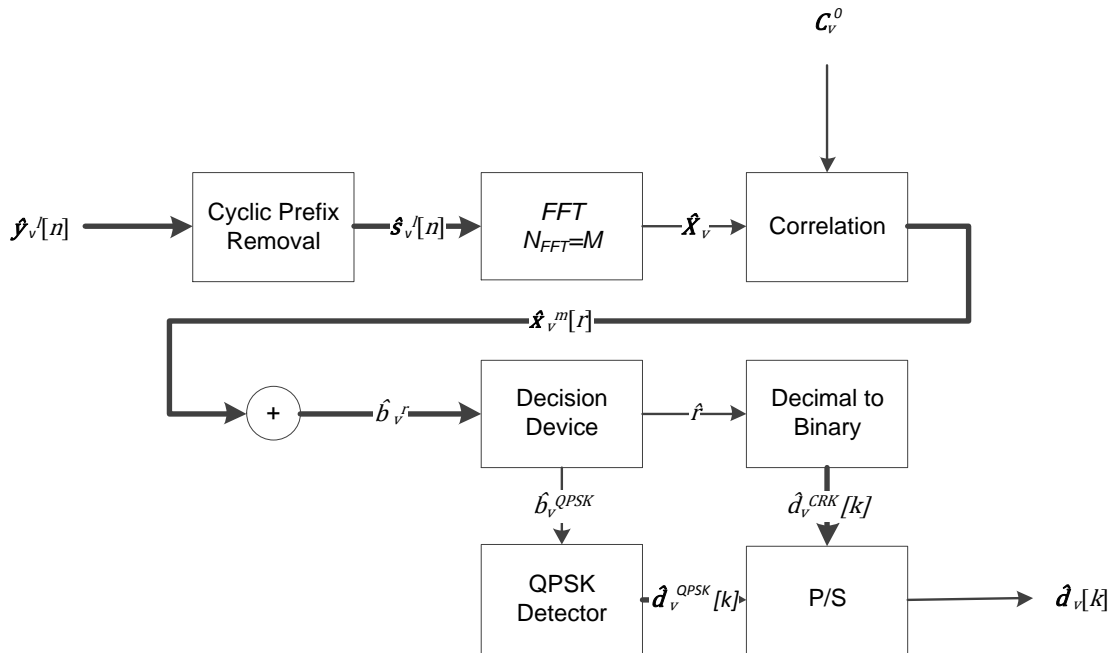 C_v^0
ŷ_v^l[n]
Cyclic Prefix
Removal
ŝ_v^l[n]
FFT
N_FFT=M
X̂_v
Correlation
x̂_v^m[r]
+
b̂_v^r
Decision
Device
r̂
Decimal to
Binary
b̂_v^QPSK
d̂_v^CRK[k]
QPSK
Detector
d̂_v^QPSK[k]
P/S
d̂_v[k]